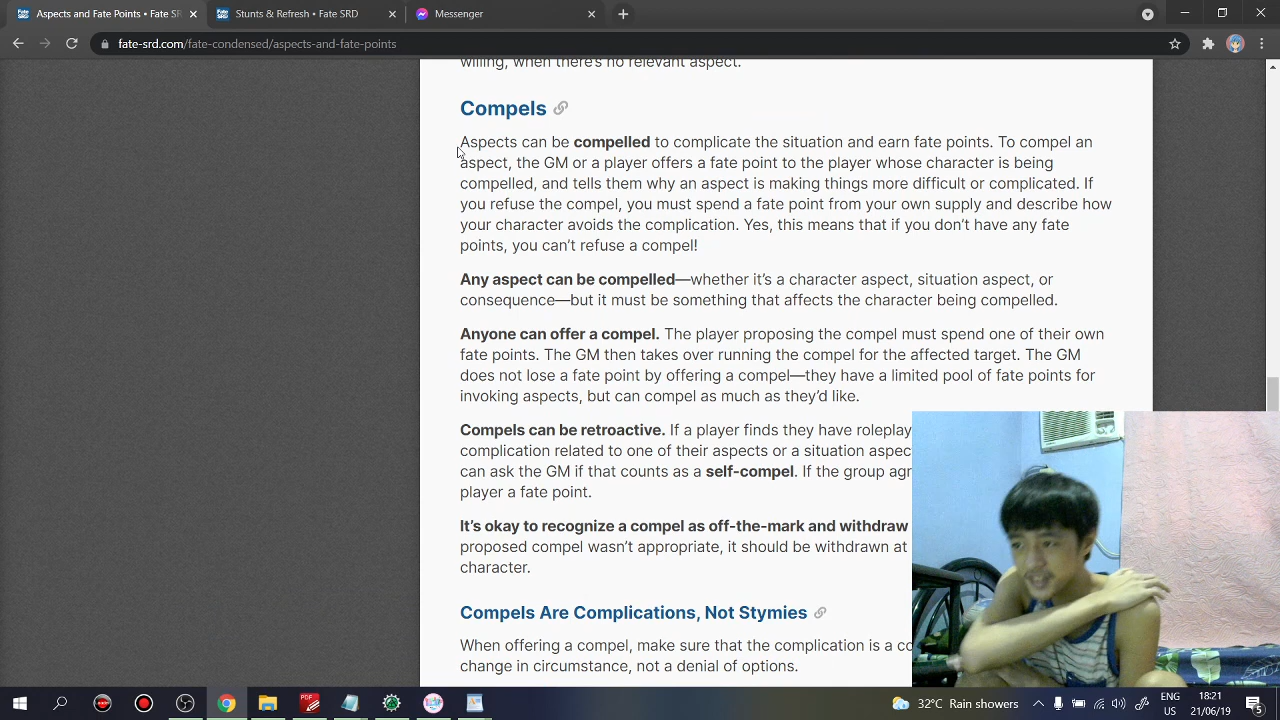 Aspects and Fate Points • Fate SR
Stunts & Refresh • Fate SRD
Messenger
fate-srd.com/fate-condensed/aspects-and-fate-points
willing, when there's no relevant aspect.
Compels
Aspects can be compelled to complicate the situation and earn fate points. To compel an
aspect, the GM or a player offers a fate point to the player whose character is being
compelled, and tells them why an aspect is making things more difficult or complicated. If
you refuse the compel, you must spend a fate point from your own supply and describe how
your character avoids the complication. Yes, this means that if you don't have any fate
points, you can't refuse a compel!
Any aspect can be compelled—whether it's a character aspect, situation aspect, or
consequence—but it must be something that affects the character being compelled.
Anyone can offer a compel. The player proposing the compel must spend one of their own
fate points. The GM then takes over running the compel for the affected target. The GM
does not lose a fate point by offering a compel—they have a limited pool of fate points for
invoking aspects, but can compel as much as they'd like.
Compels can be retroactive. If a player finds they have roleplay
complication related to one of their aspects or a situation aspec
can ask the GM if that counts as a self-compel. If the group agr
player a fate point.
It's okay to recognize a compel as off-the-mark and withdraw
proposed compel wasn't appropriate, it should be withdrawn at
character.
Compels Are Complications, Not Stymies
When offering a compel, make sure that the complication is a co
change in circumstance, not a denial of options.
PDF
32°C Rain showers
ENG
US
18:21
21/06/19
5